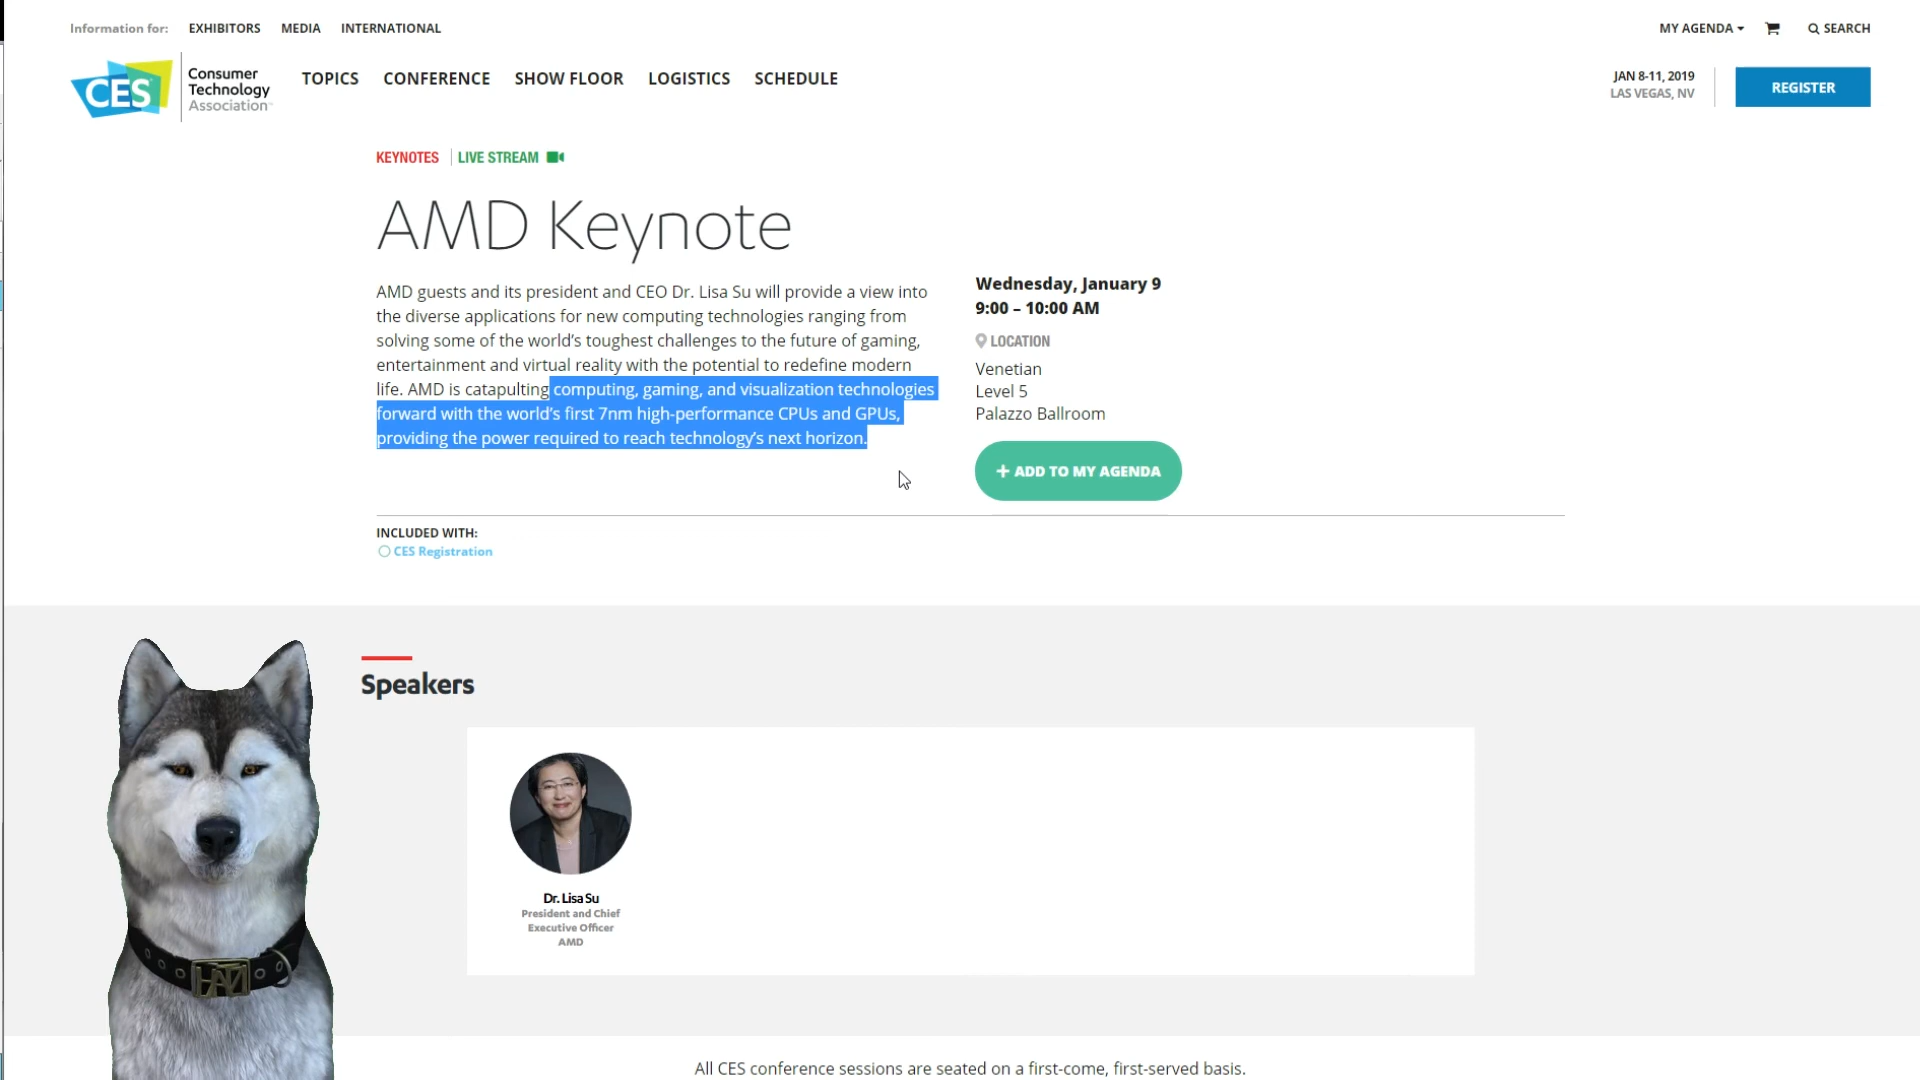 Information for: EXHIBITORS MEDIA INTERNATIONAL
MY AGENDA SEARCH
CES
Consumer
Technology
Association
TOPICS CONFERENCE SHOW FLOOR LOGISTICS SCHEDULE
JAN 8-11, 2019
LAS VEGAS, NV
REGISTER
KEYNOTES LIVE STREAM
AMD Keynote
AMD guests and its president and CEO Dr. Lisa Su will provide a view into
the diverse applications for new computing technologies ranging from
solving some of the world's toughest challenges to the future of gaming,
entertainment and virtual reality with the potential to redefine modern
life. AMD is catapulting computing, gaming, and visualization technologies
forward with the world's first 7nm high-performance CPUs and GPUs,
providing the power required to reach technology's next horizon.
Wednesday, January 9
9:00 – 10:00 AM
LOCATION
Venetian
Level 5
Palazzo Ballroom
+ ADD TO MY AGENDA
INCLUDED WITH:
CES Registration
Speakers
Dr. Lisa Su
President and Chief
Executive Officer
AMD
All CES conference sessions are seated on a first-come, first-served basis.